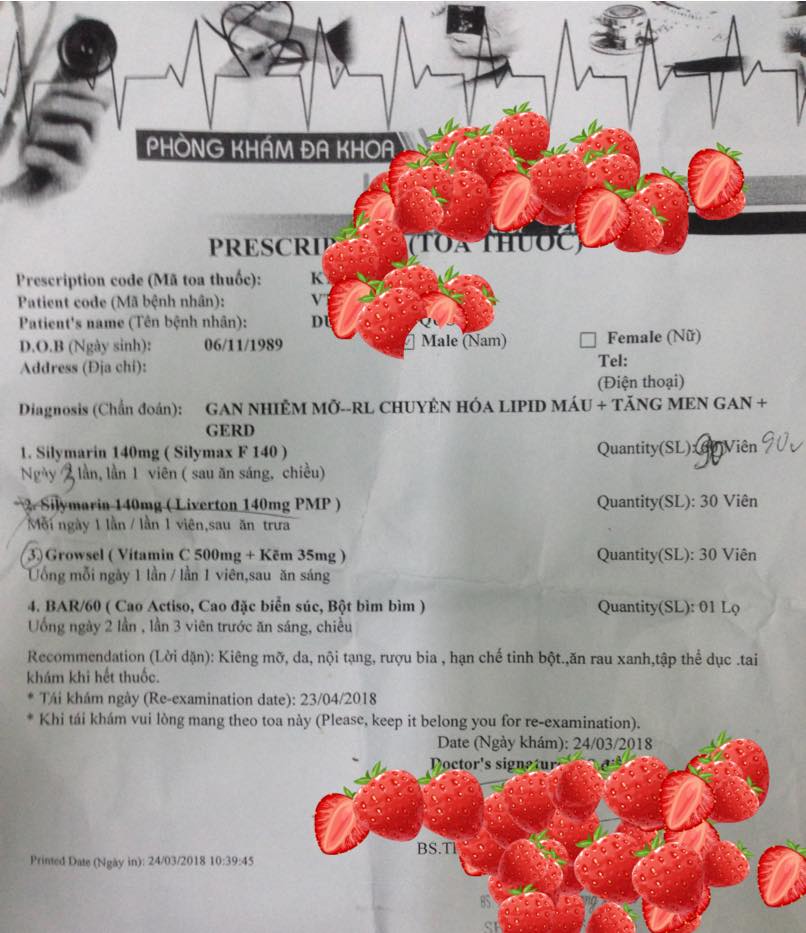 PHÒNG KHÁM ĐA KHOA
(TOA THUỐC)
Prescription code (Mã toa thuốc):
Patient code (Mã bệnh nhân):
Patient's name (Tên bệnh nhân):
D.O.B (Ngày sinh): 06/11/1989 Male (Nam) Female (Nữ)
Address (Địa chỉ): Tel:
(Điện thoại)
Diagnosis (Chẩn đoán): GAN NHIỄM MỠ--RL CHUYỂN HÓA LIPID MÁU + TĂNG MEN GAN +
GERD
1. Silymarin 140mg ( Silymax F 140 ) Quantity(SL): 90 Viên 90
Ngày 3 lần, lần 1 viên ( sau ăn sáng, chiều)
2. Silymarin 140mg ( Liverton 140mg PMP ) Quantity(SL): 30 Viên
Mỗi ngày 1 lần / lần 1 viên,sau ăn trưa
3. Growsel ( Vitamin C 500mg + Kẽm 35mg ) Quantity(SL): 30 Viên
Uống mỗi ngày 1 lần / lần 1 viên,sau ăn sáng
4. BAR/60 ( Cao Actiso, Cao đặc biển súc, Bột bìm bìm ) Quantity(SL): 01 Lọ
Uống ngày 2 lần , lần 3 viên trước ăn sáng, chiều
Recommendation (Lời dặn): Kiêng mỡ, da, nội tạng, rượu bia , hạn chế tinh bột.,ăn rau xanh,tập thể dục .tai
khám khi hết thuốc.
* Tái khám ngày (Re-examination date): 23/04/2018
* Khi tái khám vui lòng mang theo toa này (Please, keep it belong you for re-examination).
Date (Ngày khám): 24/03/2018
Doctor's
Printed Date (Ngày in): 24/03/2018 10:39:45